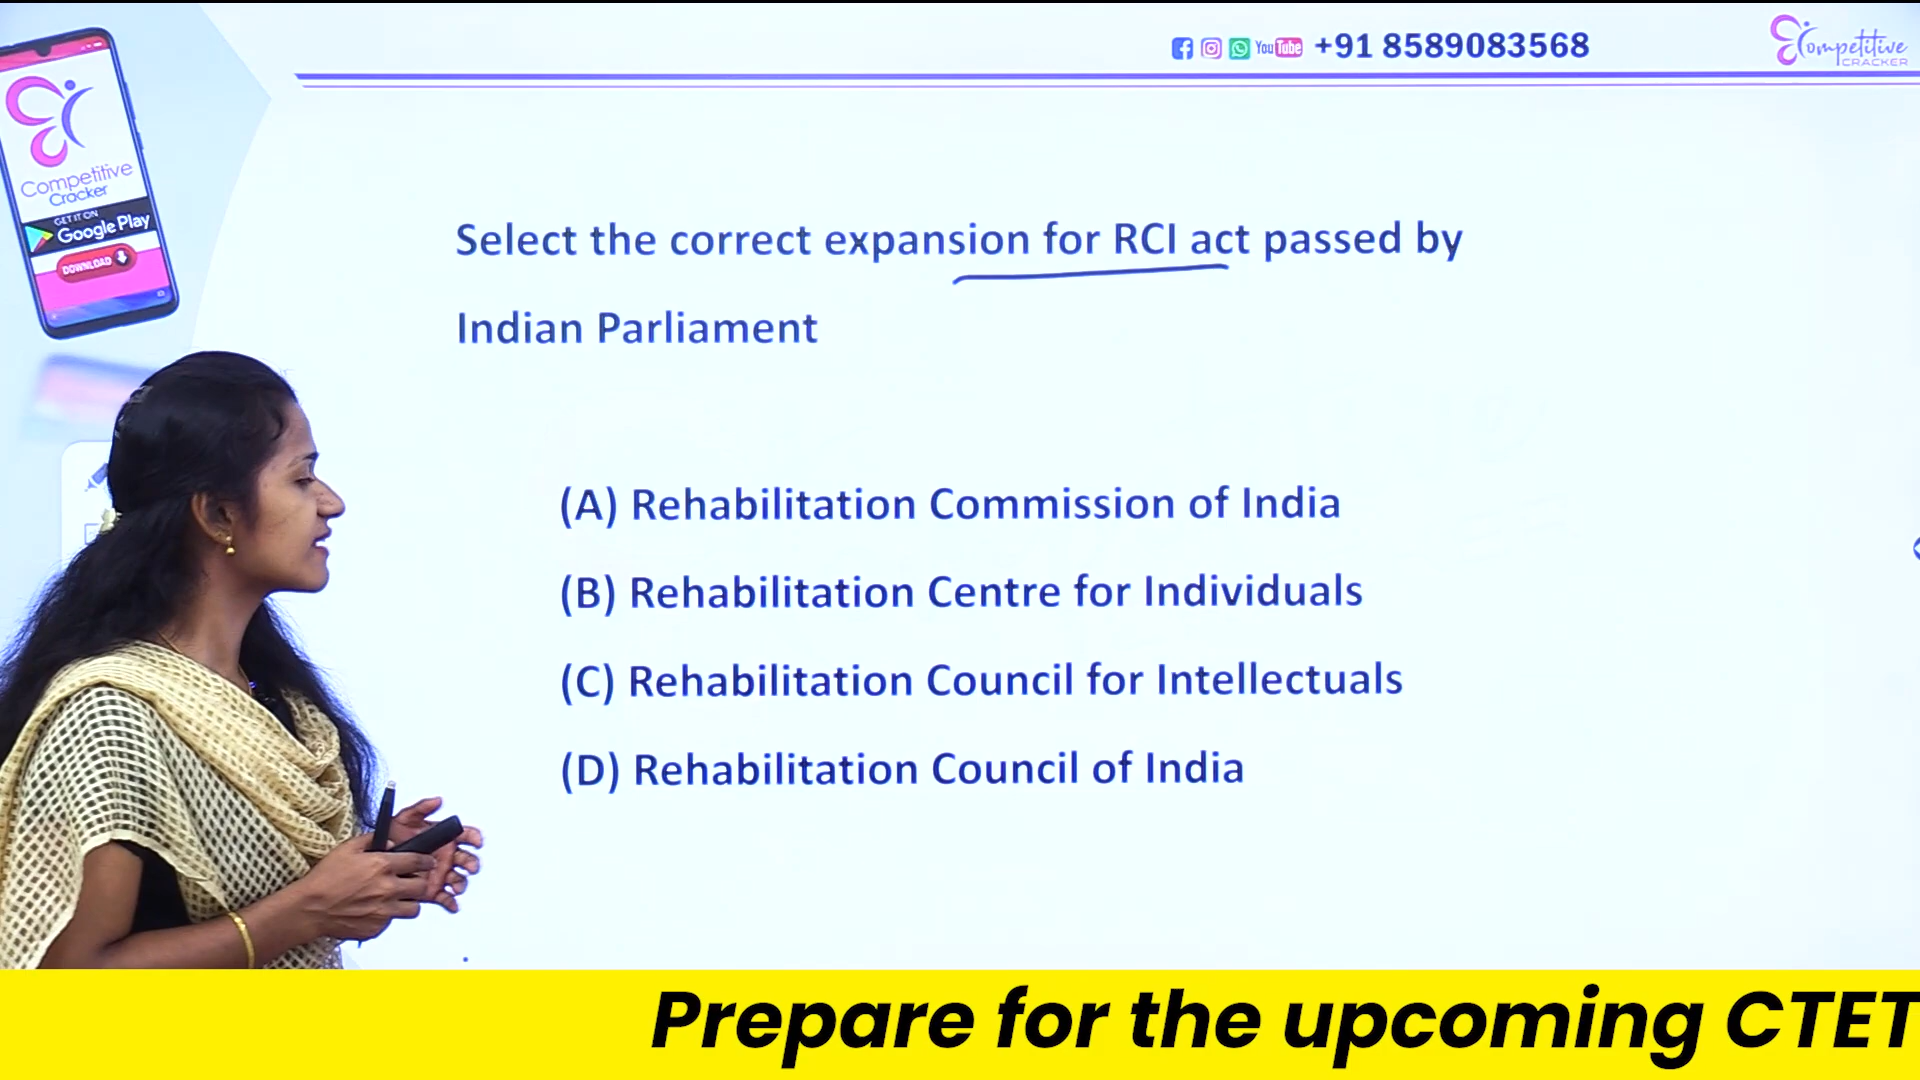 YouTube +91 8589083568
Competitive
CRACKER
Competitive
Cracker
GET IT ON
Google Play
DOWNLOAD
Select the correct expansion for RCI act passed by
Indian Parliament
(A) Rehabilitation Commission of India
(B) Rehabilitation Centre for Individuals
(C) Rehabilitation Council for Intellectuals
(D) Rehabilitation Council of India
Prepare for the upcoming CTET